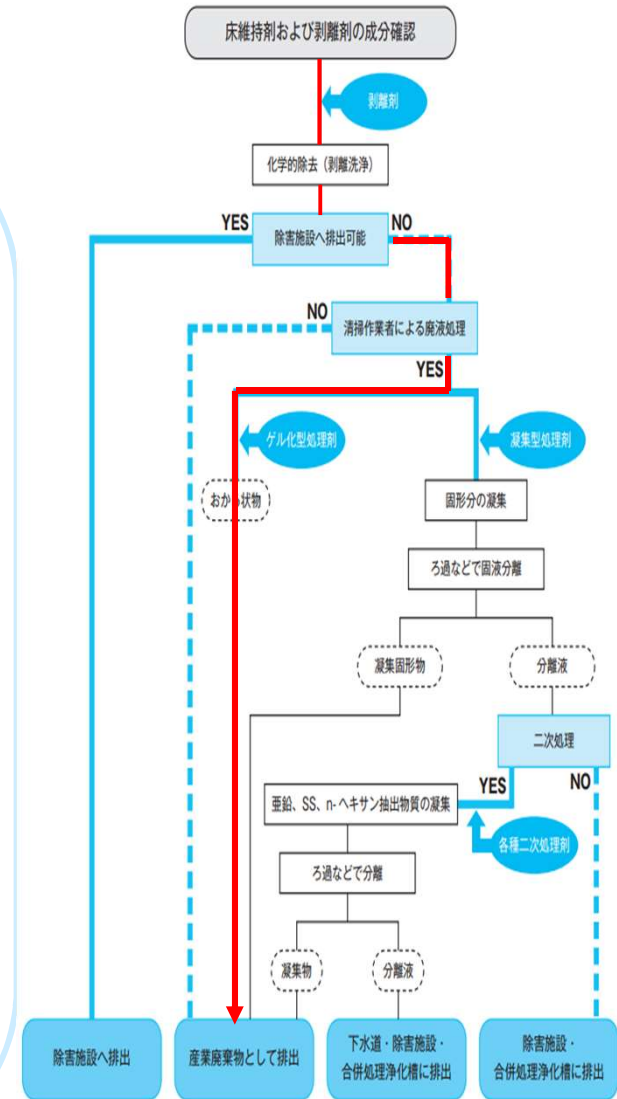 床維持剤および剥離剤の成分確認
剥離剤
化学的除去（剥離洗浄）
YES
除害施設へ排出可能
NO
NO
清掃作業者による廃液処理
YES
ゲル化型処理剤
凝集型処理剤
おから状物
固形分の凝集
ろ過などで固液分離
凝集固形物
分離液
二次処理
YES
NO
亜鉛、SS、n-ヘキサン抽出物質の凝集
各種二次処理剤
ろ過などで分離
凝集物
分離液
除害施設へ排出
産業廃棄物として排出
下水道・除害施設・
合併処理浄化槽に排出
除害施設・
合併処理浄化槽に排出